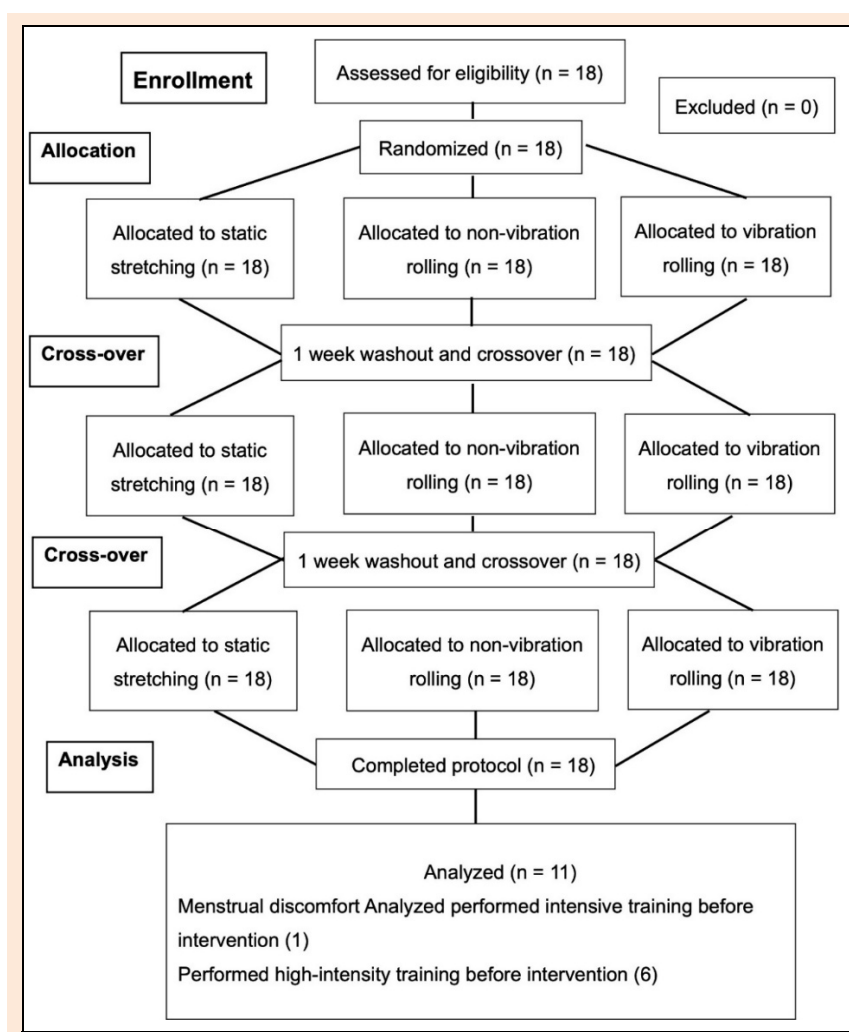 Enrollment
Assessed for eligibility (n = 18)
Excluded (n = 0)
Allocation
Randomized (n = 18)
Allocated to static
stretching (n = 18)
Allocated to non-vibration
rolling (n = 18)
Allocated to vibration
rolling (n = 18)
Cross-over
1 week washout and crossover (n = 18)
Allocated to static
stretching (n = 18)
Allocated to non-vibration
rolling (n = 18)
Allocated to vibration
rolling (n = 18)
Cross-over
1 week washout and crossover (n = 18)
Allocated to static
stretching (n = 18)
Allocated to non-vibration
rolling (n = 18)
Allocated to vibration
rolling (n = 18)
Analysis
Completed protocol (n = 18)
Analyzed (n = 11)
Menstrual discomfort Analyzed performed intensive training before
intervention (1)
Performed high-intensity training before intervention (6)